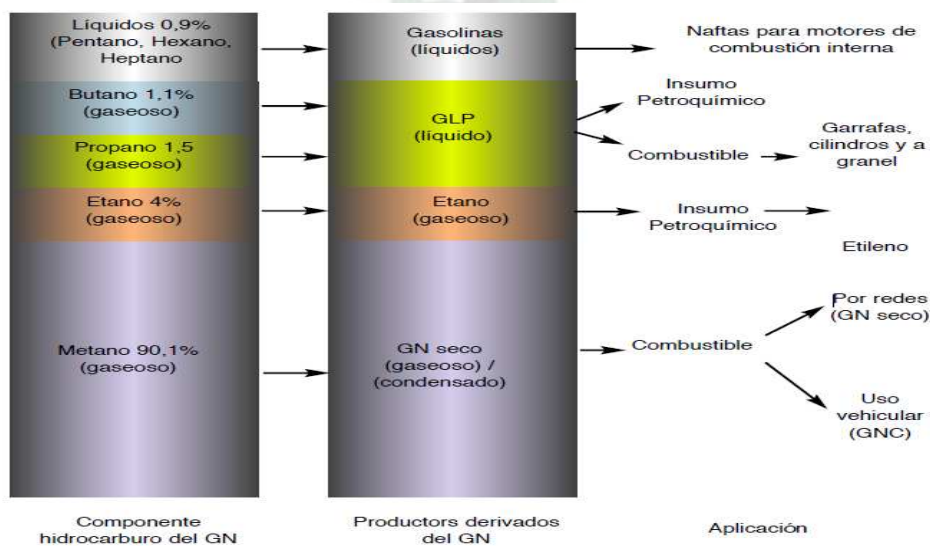 Líquidos 0,9%
(Pentano, Hexano,
Heptano
Butano 1,1%
(gaseoso)
Propano 1,5
(gaseoso)
Etano 4%
(gaseoso)
Metano 90,1%
(gaseoso)
Componente
hidrocarburo del GN
Gasolinas
(líquidos)
GLP
(líquido)
Etano
(gaseoso)
GN seco
(gaseoso) /
(condensado)
Productors derivados
del GN
Naftas para motores de
combustión interna
Insumo
Petroquímico
Combustible
Garrafas,
cilindros y a
granel
Insumo
Petroquímico
Etileno
Combustible
Por redes
(GN seco)
Uso
vehicular
(GNC)
Aplicación